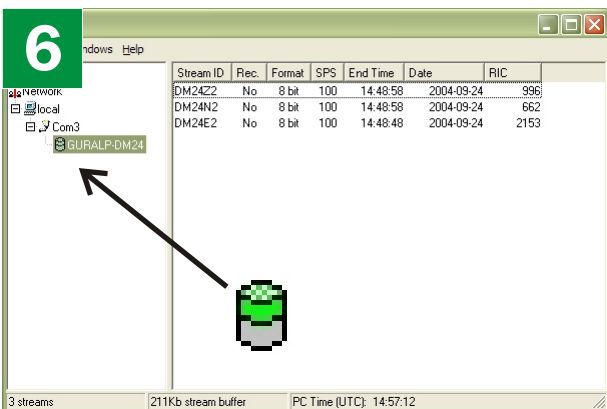 6
ndows Help
Network
local
Com3
GURALP-DM24
Stream ID Rec. Format SPS End Time Date RIC
DM24Z2 No 8 bit 100 14:48:58 2004-09-24 996
DM24N2 No 8 bit 100 14:48:58 2004-09-24 662
DM24E2 No 8 bit 100 14:48:48 2004-09-24 2153
3 streams 211Kb stream buffer PC Time (UTC): 14:57:12